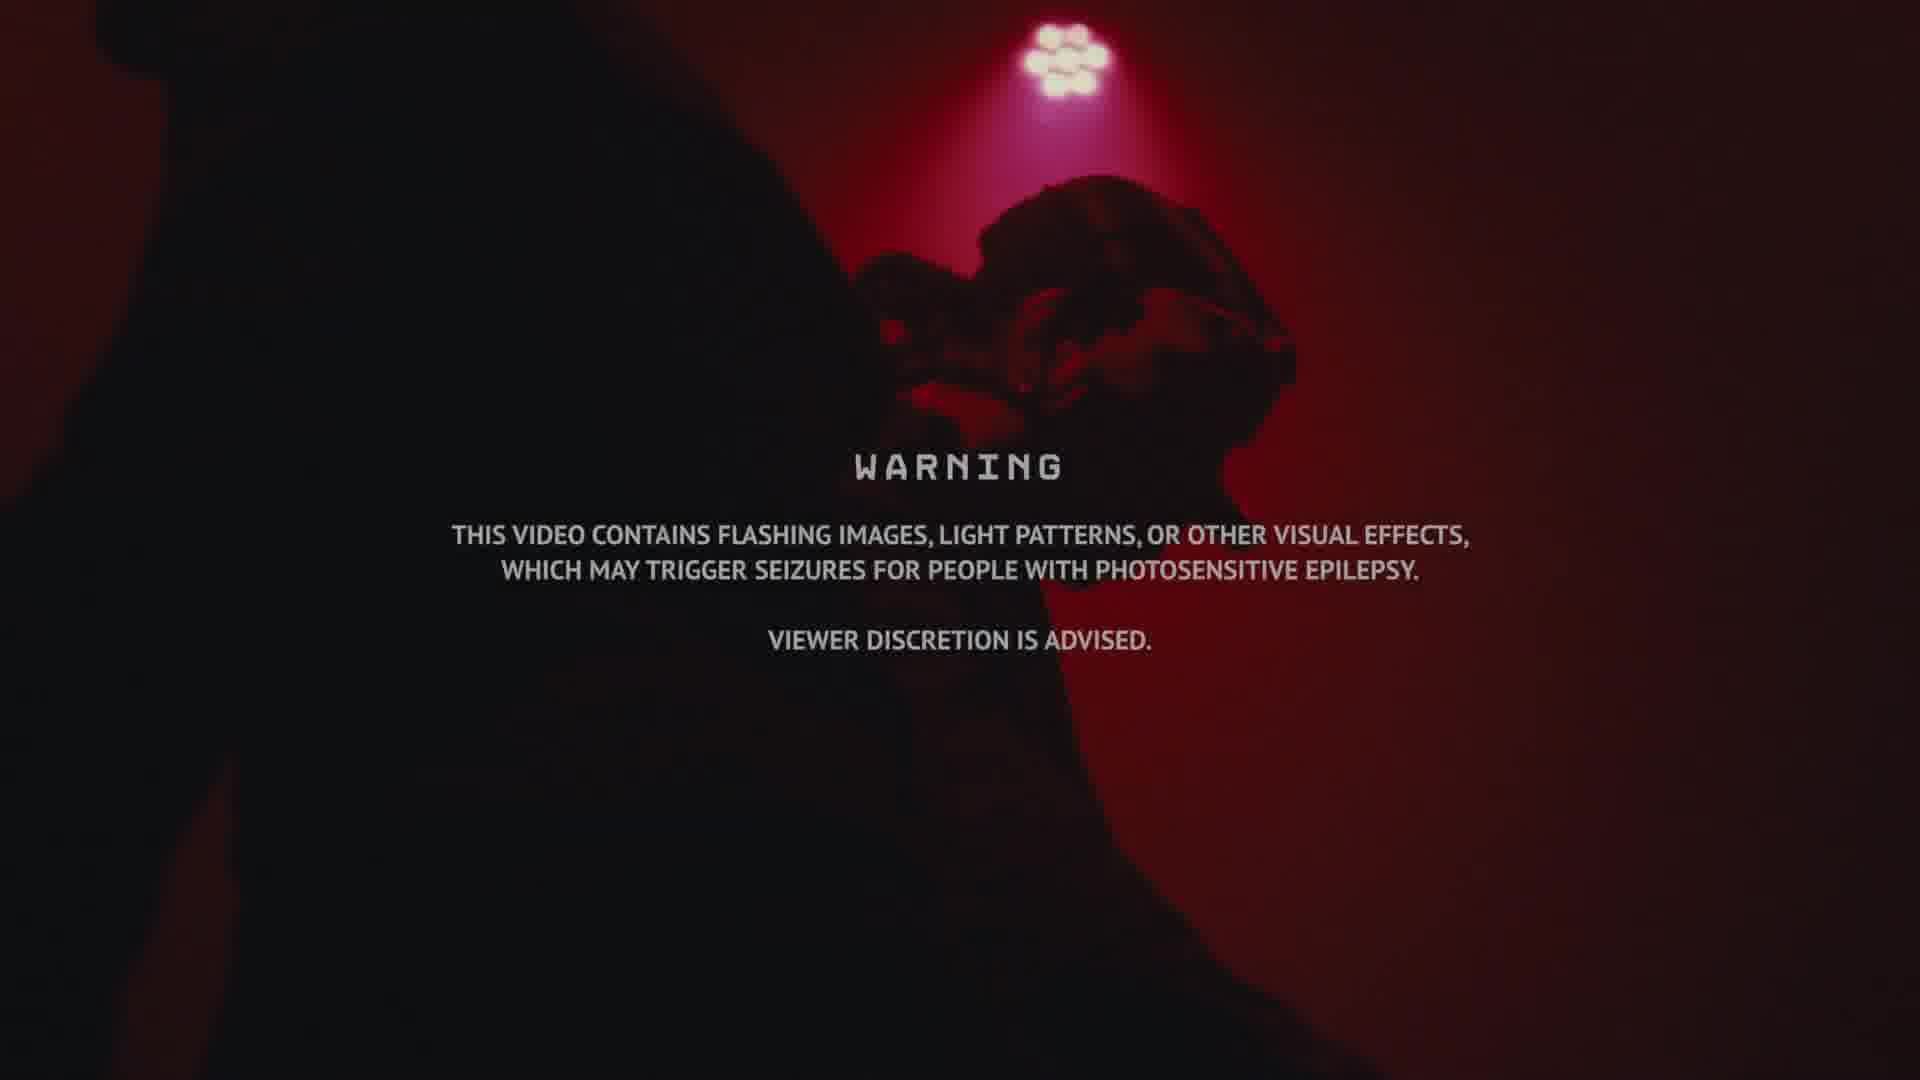 WARNING
THIS VIDEO CONTAINS FLASHING IMAGES, LIGHT PATTERNS, OR OTHER VISUAL EFFECTS,
WHICH MAY TRIGGER SEIZURES FOR PEOPLE WITH PHOTOSENSITIVE EPILEPSY.
VIEWER DISCRETION IS ADVISED.